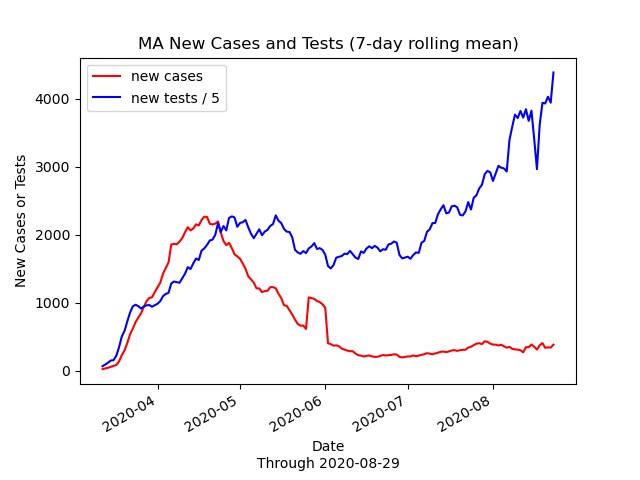 MA New Cases and Tests (7-day rolling mean)
new cases
new tests / 5
4000
3000
2000
1000
0
New Cases or Tests
2020-04
2020-05
2020-06
2020-07
2020-08
Date
Through 2020-08-29